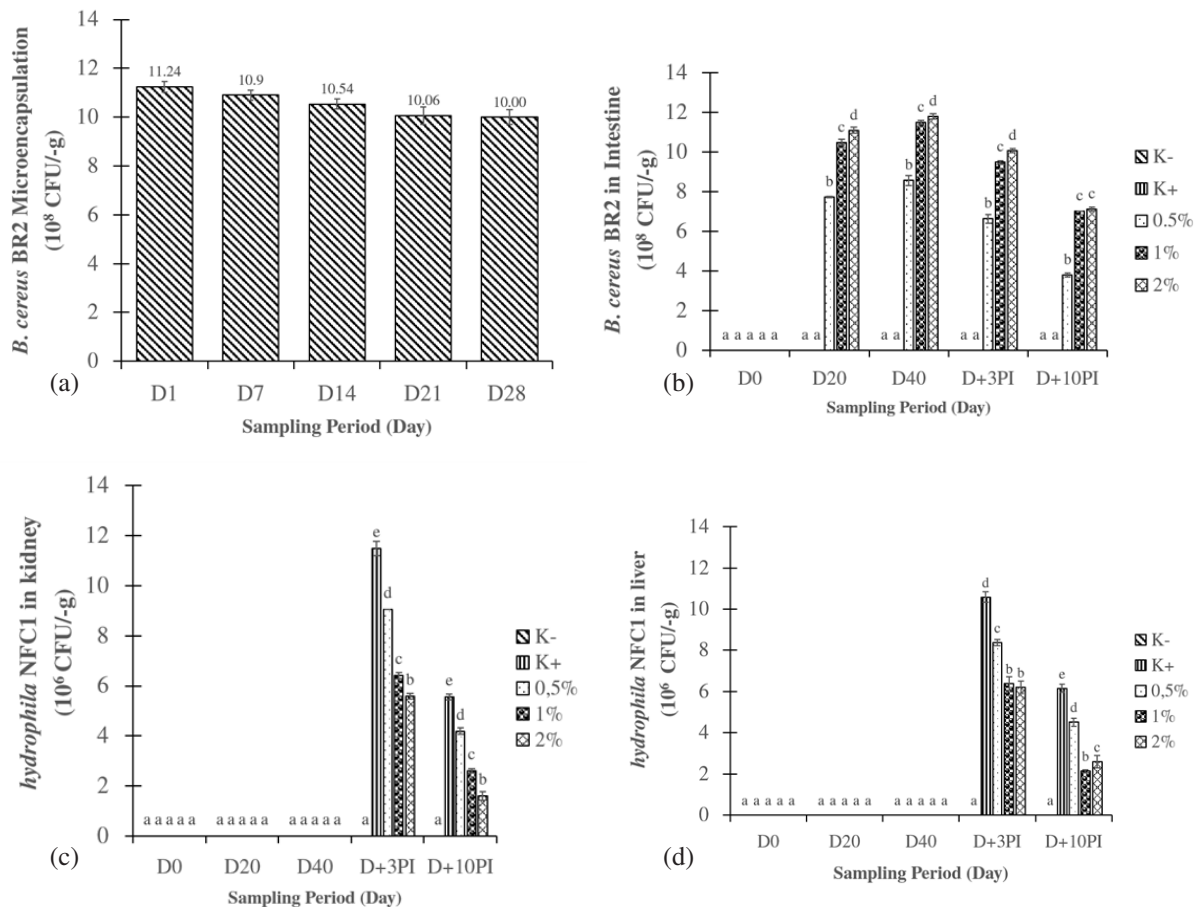 B. cereus BR2 Microencapsulation
(10⁸ CFU/-g)
14
12
10
8
6
4
2
0
11.24
10.9
10.54
10.06
10.00
D1 D7 D14 D21 D28
Sampling Period (Day)
(a)
B. cereus BR2 in Intestine
(10⁸ CFU/-g)
14
12
10
8
6
4
2
0
a a a a a
a a b c d
a a b c d
a a b c d
a a b c c
D0 D20 D40 D+3PI D+10PI
Sampling Period (Day)
K-
K+
0.5%
1%
2%
(b)
hydrophila NFC1 in kidney
(10⁶ CFU/-g)
14
12
10
8
6
4
2
0
a a a a a
a a a a a
a a a a a
a e d c b
a e d c b
D0 D20 D40 D+3PI D+10PI
Sampling Period (Day)
K-
K+
0,5%
1%
2%
(c)
hydrophila NFC1 in liver
(10⁶ CFU/-g)
14
12
10
8
6
4
2
0
a a a a a
a a a a a
a a a a a
a d c b b
a e d b c
D0 D20 D40 D+3PI D+10PI
Sampling Period (Day)
K-
K+
0,5%
1%
2%
(d)